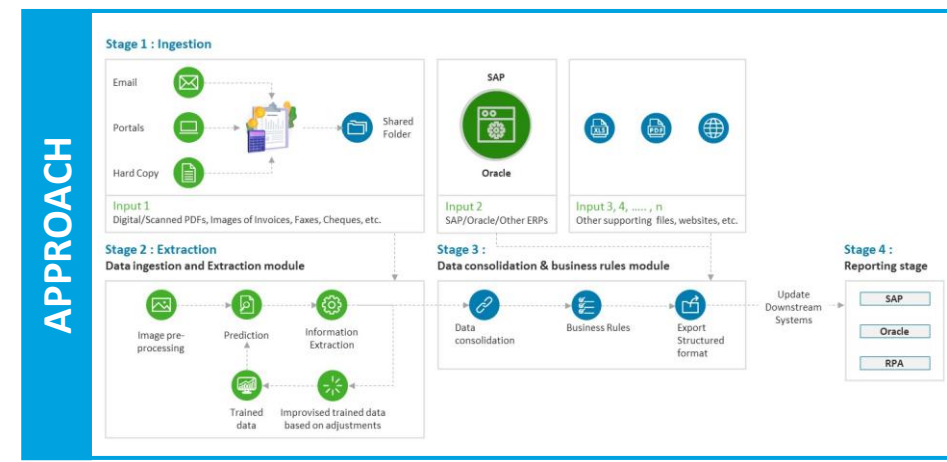 APPROACH
Stage 1 : Ingestion
Email
Portals
Hard Copy
Shared
Folder
Input 1
Digital/Scanned PDFs, Images of Invoices, Faxes, Cheques, etc.
SAP
Oracle
Input 2
SAP/Oracle/Other ERPs
XLS
PDF
Input 3, 4, ..... , n
Other supporting files, websites, etc.
Stage 2 : Extraction
Data ingestion and Extraction module
Image pre-
processing
Prediction
Information
Extraction
Trained
data
Improvised trained data
based on adjustments
Stage 3 :
Data consolidation & business rules module
Data
consolidation
Business Rules
Export
Structured
format
Update
Downstream
Systems
Stage 4 :
Reporting stage
SAP
Oracle
RPA